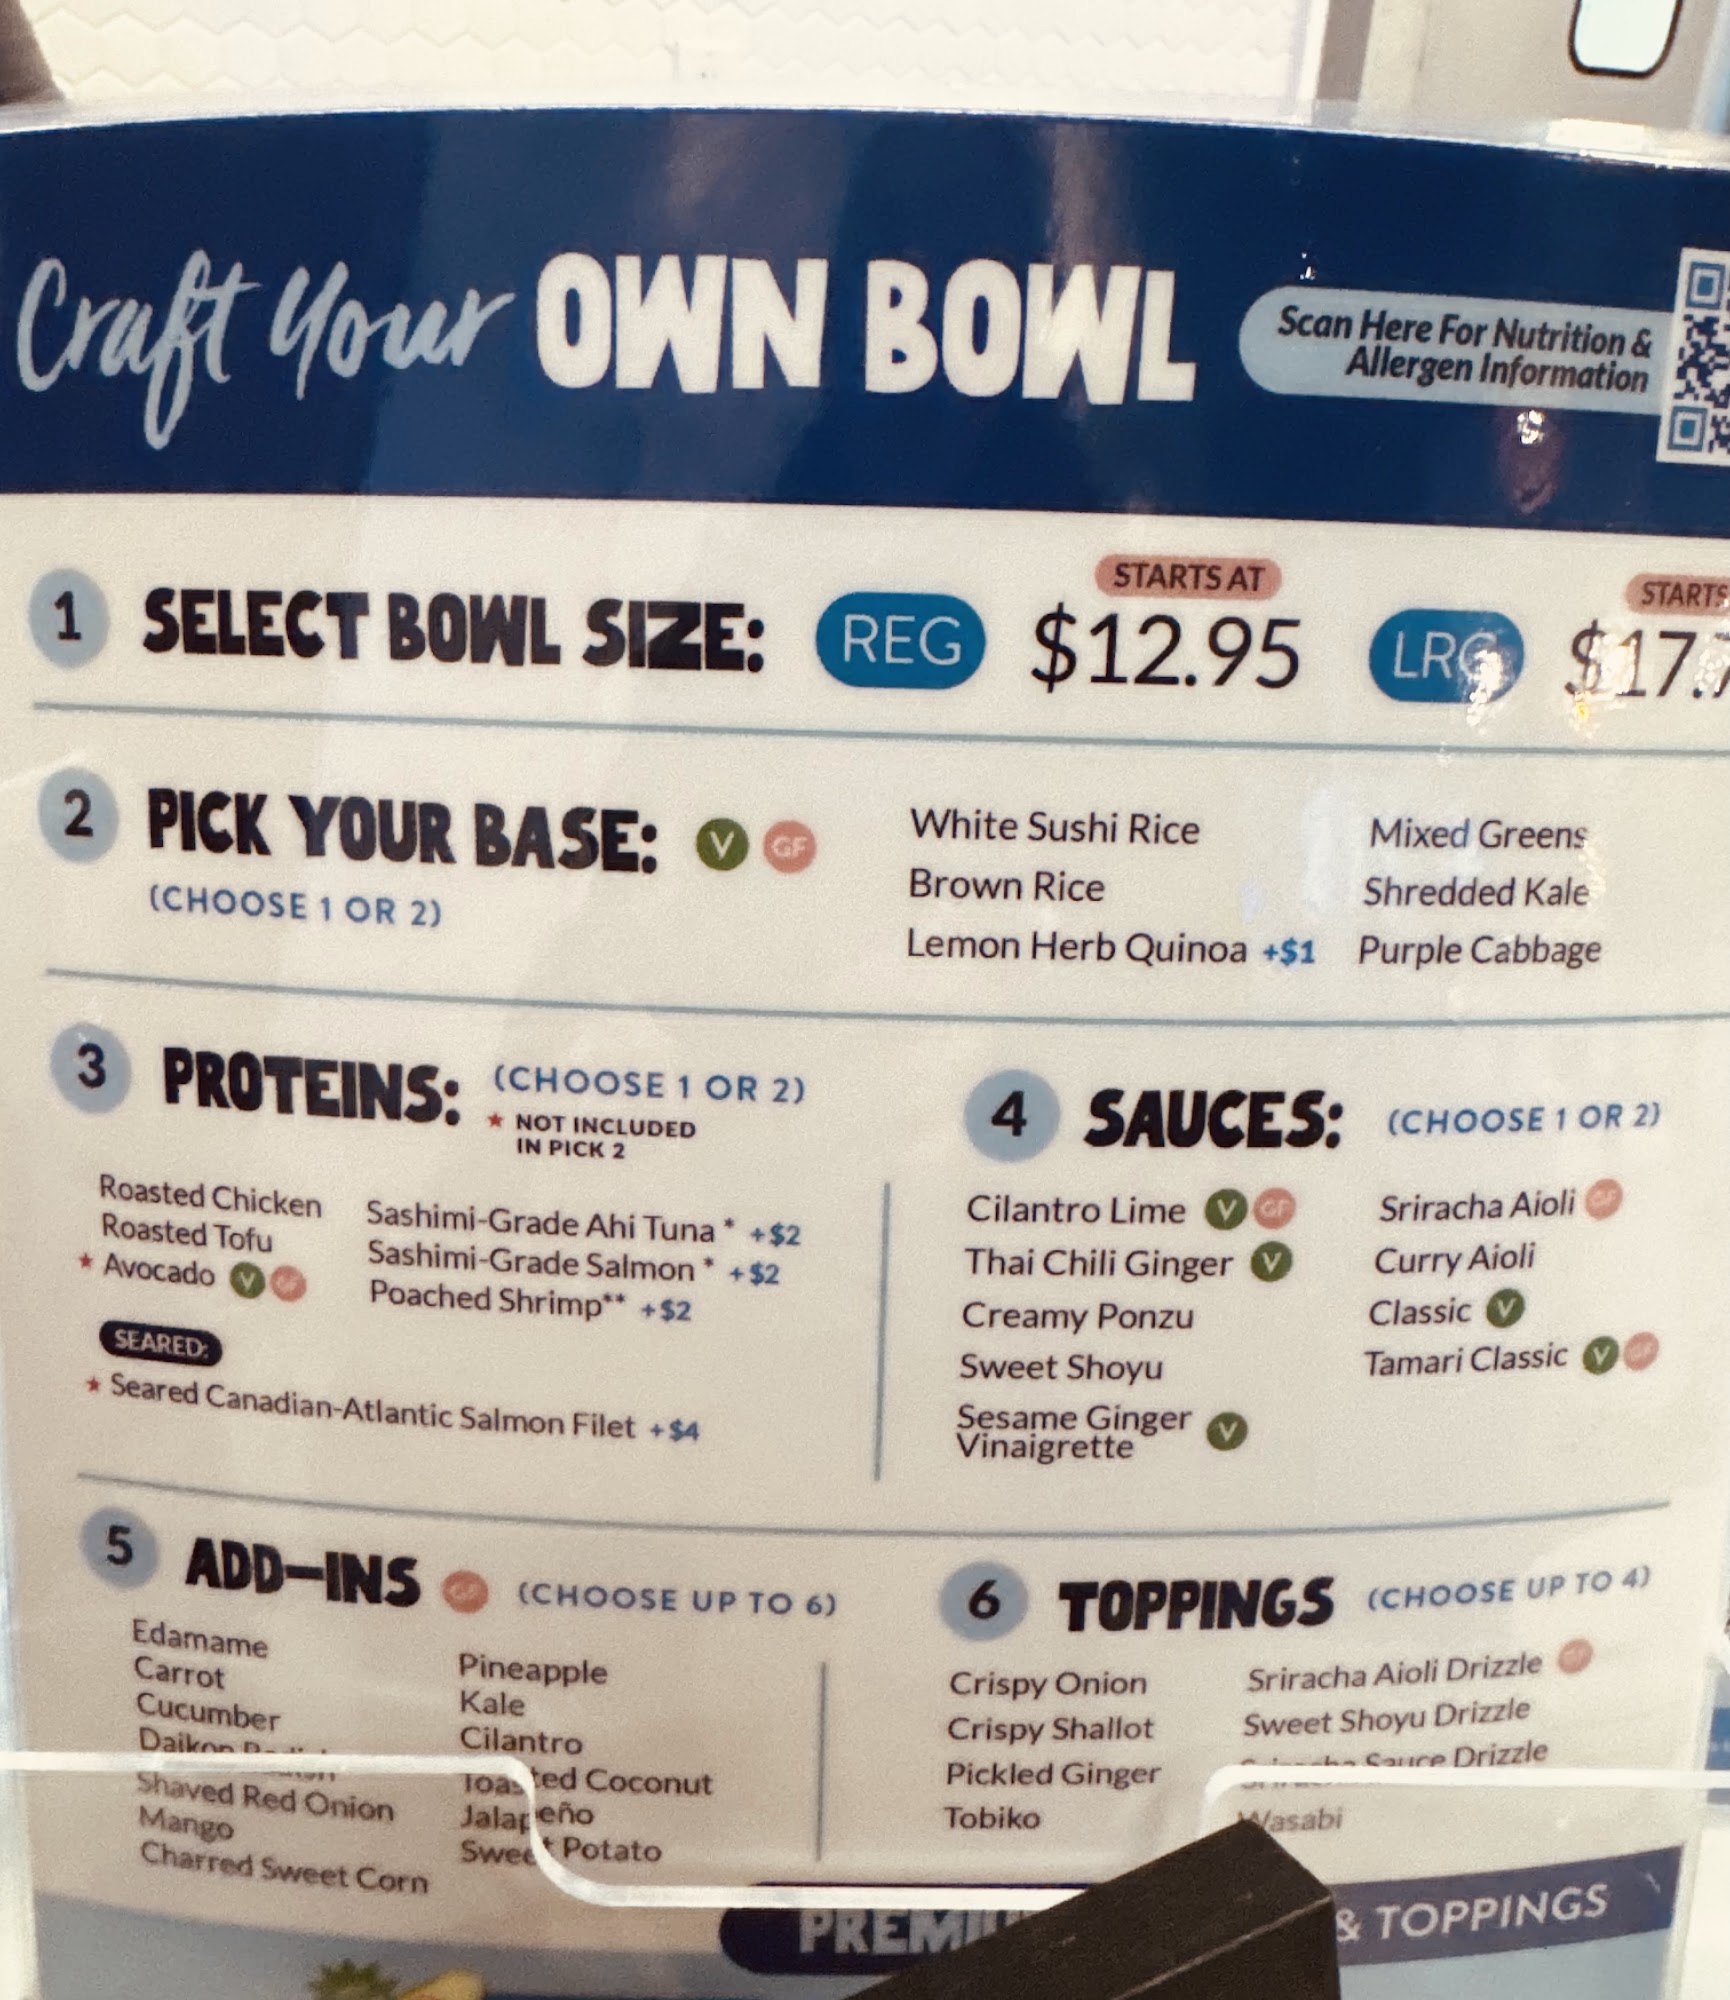 Craft Your OWN BOWL
Scan Here For Nutrition &
Allergen Information
1 SELECT BOWL SIZE: REG STARTS AT $12.95 LRG STARTS $17.
2 PICK YOUR BASE: V GF
(CHOOSE 1 OR 2)
White Sushi Rice
Brown Rice
Lemon Herb Quinoa +$1
Mixed Greens
Shredded Kale
Purple Cabbage
3 PROTEINS: (CHOOSE 1 OR 2)
★ NOT INCLUDED
IN PICK 2
Roasted Chicken
Roasted Tofu
★ Avocado V GF
Sashimi-Grade Ahi Tuna * +$2
Sashimi-Grade Salmon * +$2
Poached Shrimp** +$2
SEARED:
★ Seared Canadian-Atlantic Salmon Filet +$4
4 SAUCES: (CHOOSE 1 OR 2)
Cilantro Lime V GF
Thai Chili Ginger V
Creamy Ponzu
Sweet Shoyu
Sesame Ginger
Vinaigrette V
Sriracha Aioli GF
Curry Aioli
Classic V
Tamari Classic V GF
5 ADD-INS GF (CHOOSE UP TO 6)
Edamame
Carrot
Cucumber
Daikon
Shaved Red Onion
Mango
Charred Sweet Corn
Pineapple
Kale
Cilantro
Toasted Coconut
Jalapeño
Sweet Potato
6 TOPPINGS (CHOOSE UP TO 4)
Crispy Onion
Crispy Shallot
Pickled Ginger
Tobiko
Sriracha Aioli Drizzle GF
Sweet Shoyu Drizzle
Sriracha Sauce Drizzle
Wasabi
& TOPPINGS